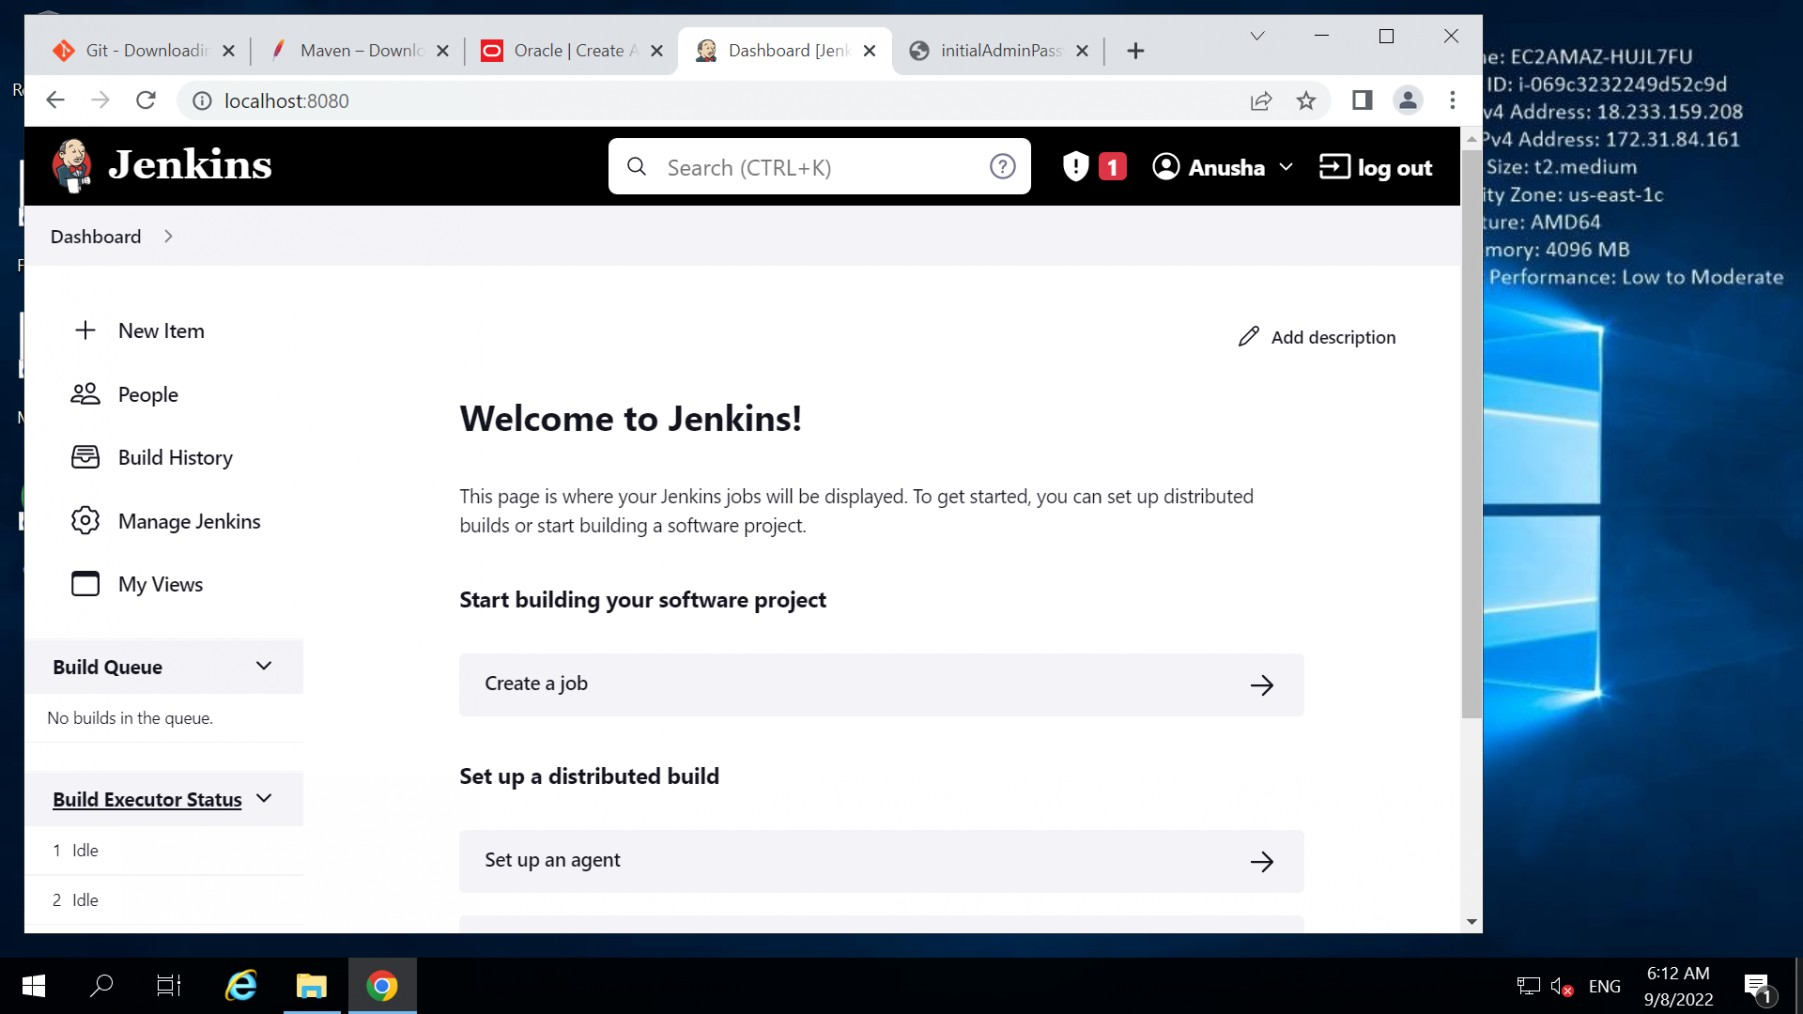 Git - Downloadin
Maven – Downlo
Oracle | Create A
Dashboard [Jenk
initialAdminPass
localhost:8080
Jenkins
Search (CTRL+K)
1
Anusha
log out
Dashboard
New Item
People
Build History
Manage Jenkins
My Views
Build Queue
No builds in the queue.
Build Executor Status
1 Idle
2 Idle
Add description
Welcome to Jenkins!
This page is where your Jenkins jobs will be displayed. To get started, you can set up distributed
builds or start building a software project.
Start building your software project
Create a job
Set up a distributed build
Set up an agent
e: EC2AMAZ-HUJL7FU
ID: i-069c3232249d52c9d
v4 Address: 18.233.159.208
Pv4 Address: 172.31.84.161
Size: t2.medium
ity Zone: us-east-1c
ture: AMD64
mory: 4096 MB
Performance: Low to Moderate
ENG
6:12 AM
9/8/2022
1